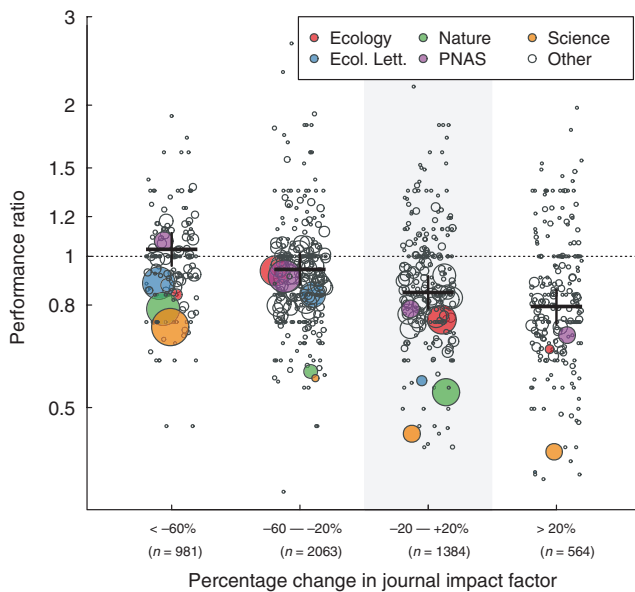 3
2
1.5
1.2
1
0.8
0.5
Performance ratio
Ecology Nature Science
Ecol. Lett. PNAS Other
< –60% –60 — –20% –20 — +20% > 20%
(n = 981) (n = 2063) (n = 1384) (n = 564)
Percentage change in journal impact factor